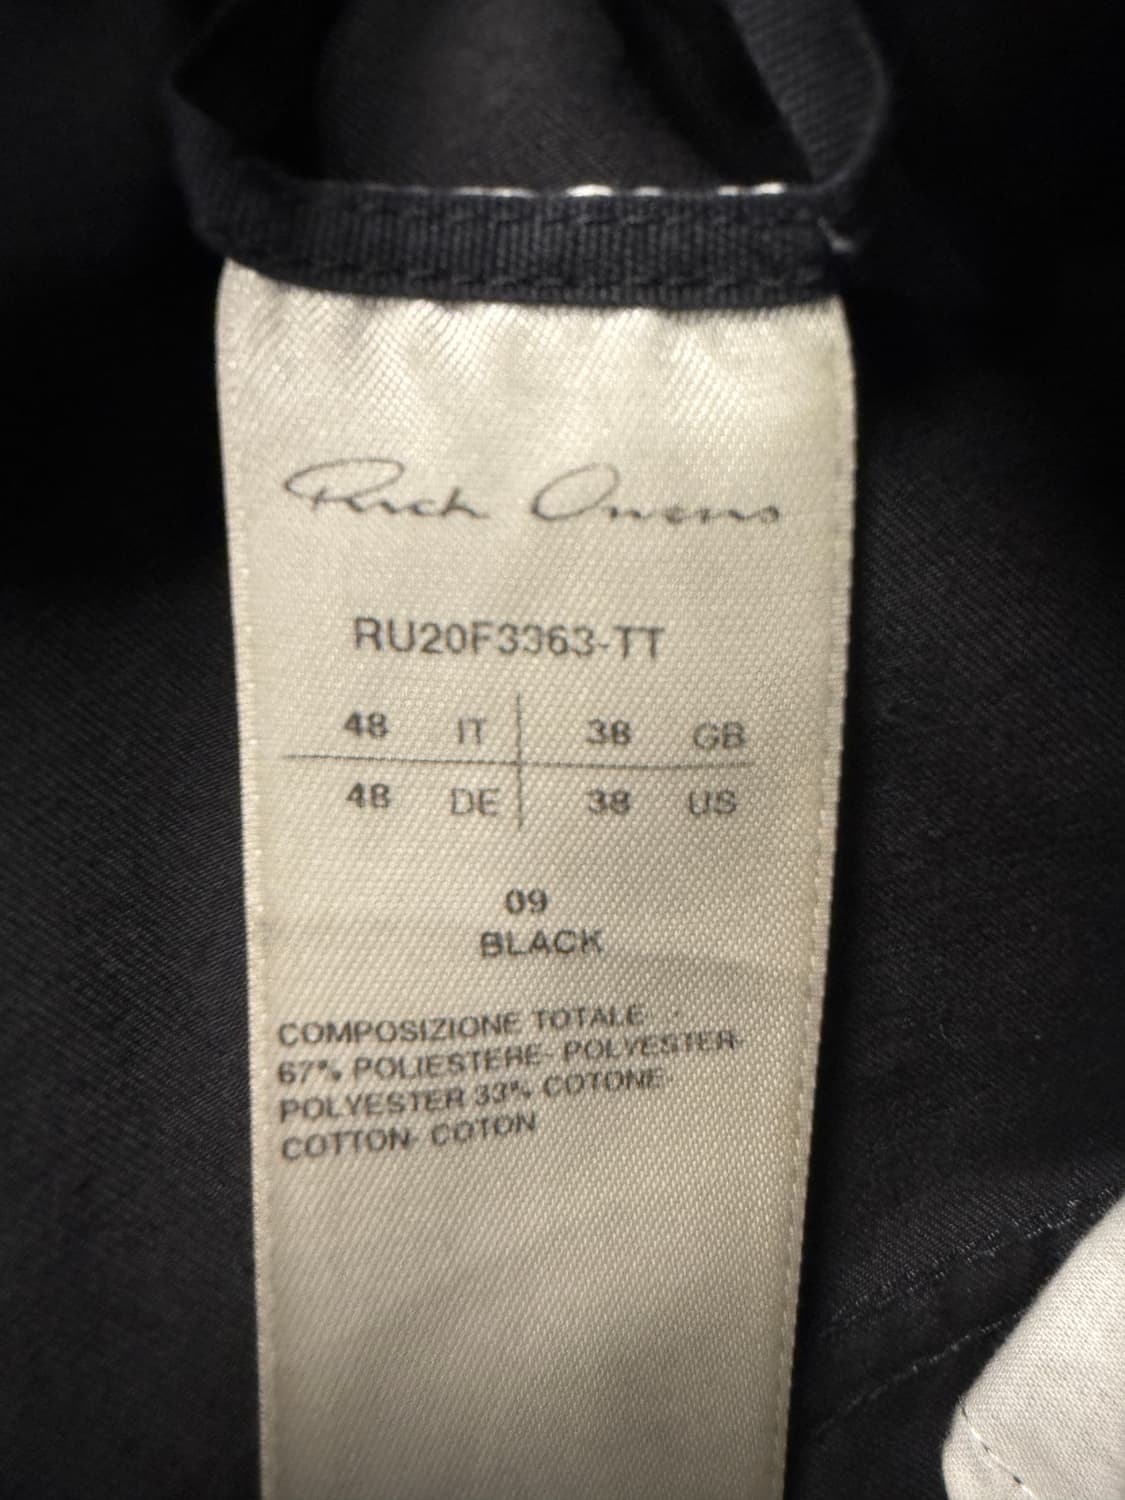 Rick Owens
RU20F3363-TT
48 IT 38 GB
48 DE 38 US
09
BLACK
COMPOSIZIONE TOTALE
67% POLIESTERE- POLYESTER-
POLYESTER 33% COTONE-
COTTON- COTON